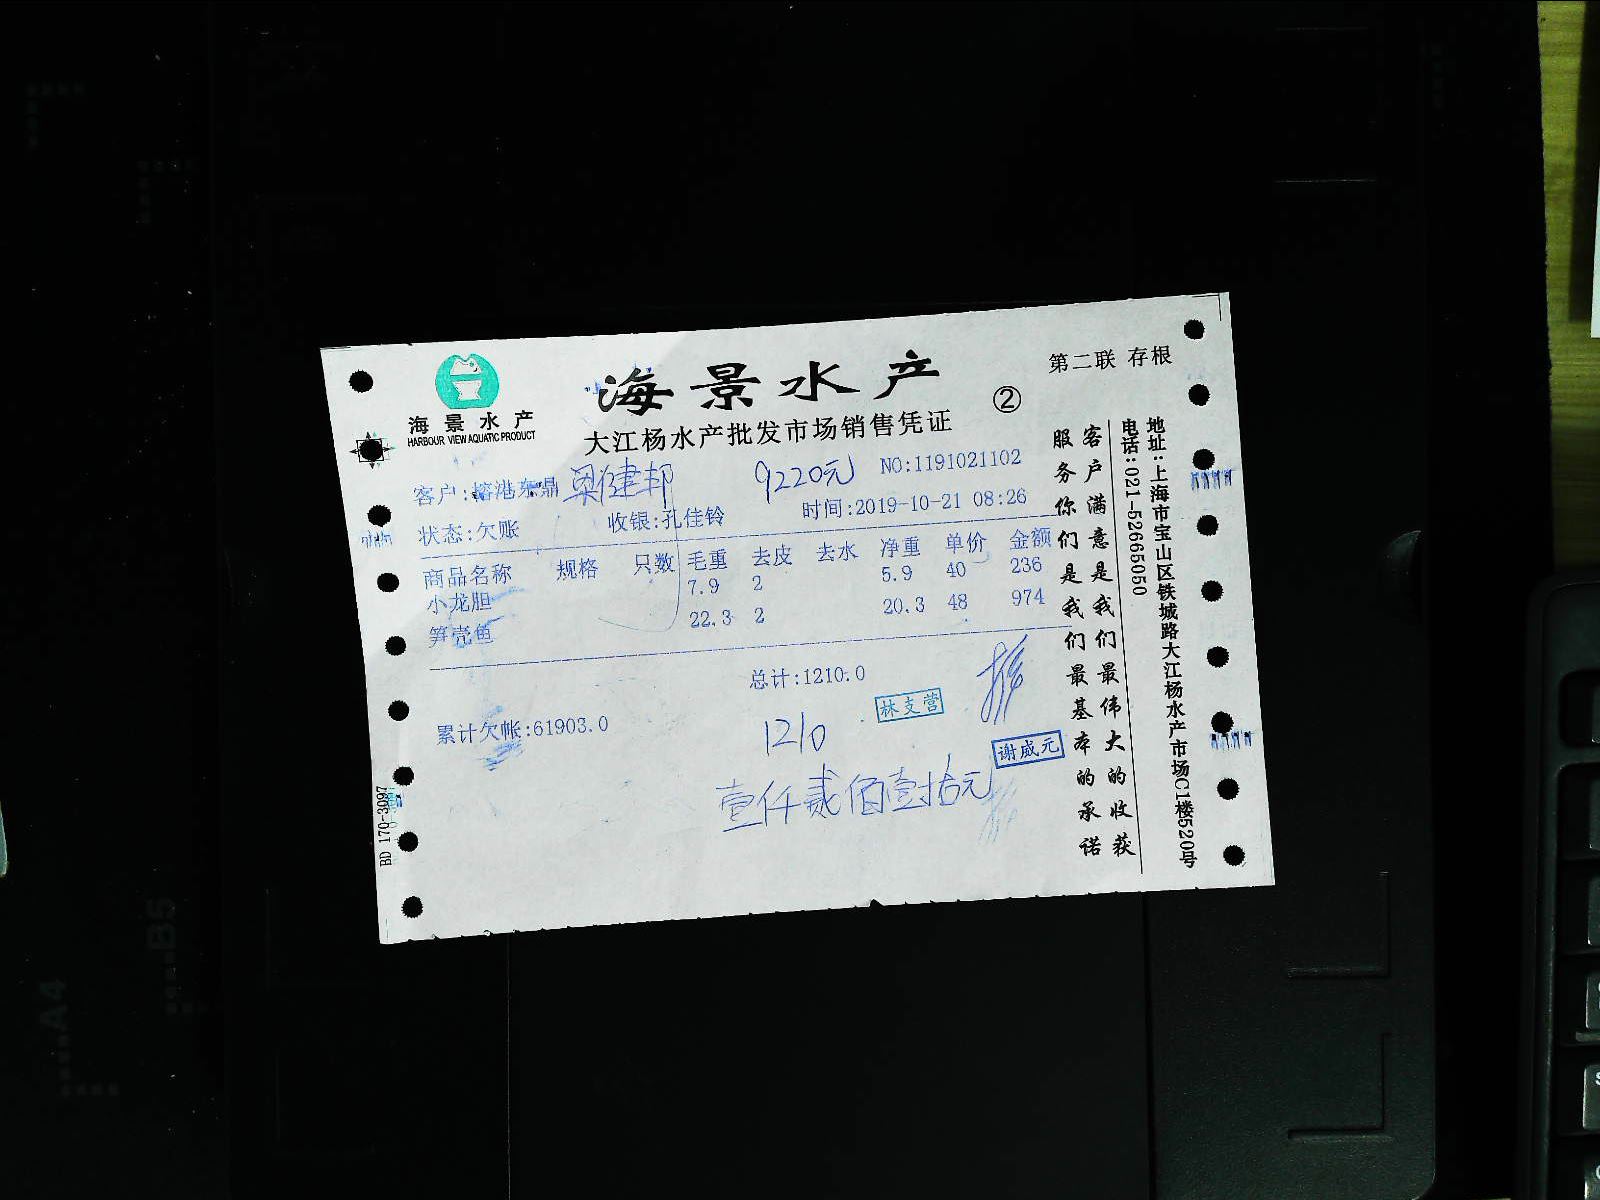 海景水产
HARBOUR VIEW AQUATIC PRODUCT
海景水产
大江杨水产批发市场销售凭证
②
第二联 存根
客户:榕港东鼎 梁健邦 9220元 NO:1191021102
状态:欠账 收银:孔佳铃 时间:2019-10-21 08:26
商品名称 规格 只数 毛重 去皮 去水 净重 单价 金额
小龙胆 7.9 2 5.9 40 236
笋壳鱼 22.3 2 20.3 48 974
总计:1210.0
累计欠帐:61903.0
林支营
1210
谢威元
壹仟贰佰壹拾元
客户满意是我们最伟大的收获
服务你们是我们最基本的承诺
地址:上海市宝山区铁城路大江杨水产市场C1楼520号
电话:021-52665050
BD 170-3097
A4
B5